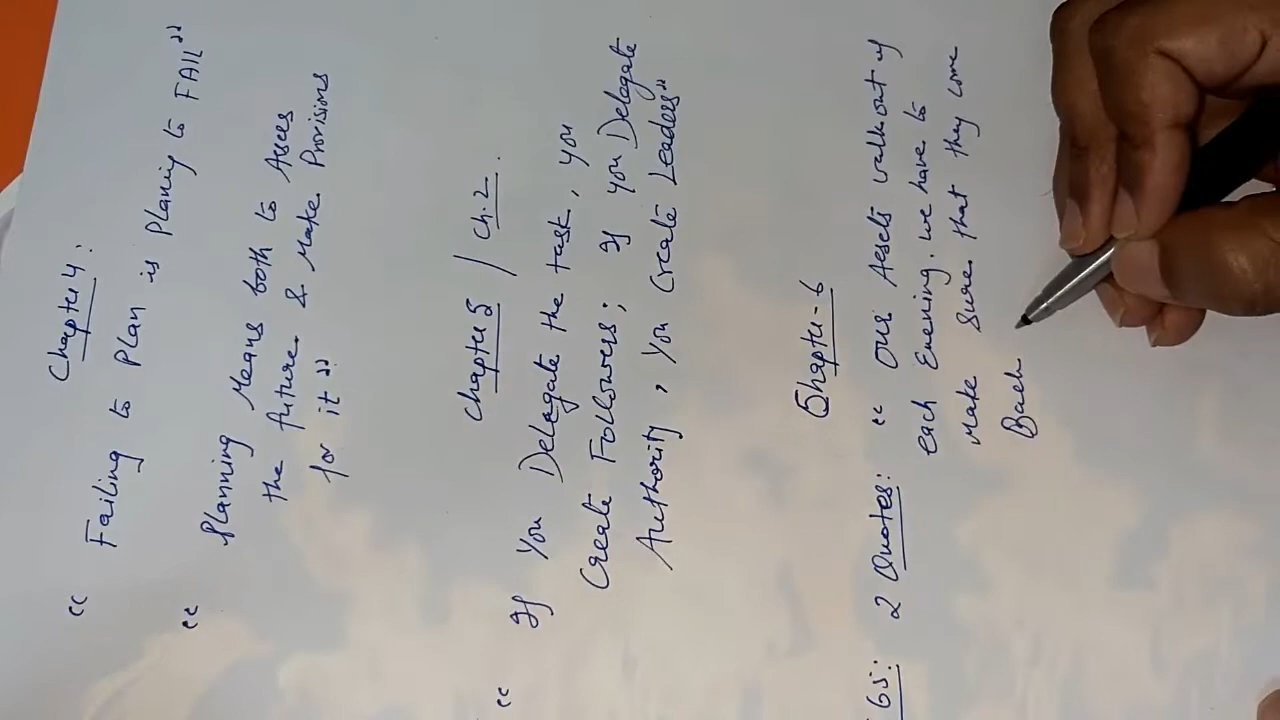 Chapter 4:
“ Failing to Plan is Planing to FAIL”
“ Planning Means both to Asses
the future & Make Provisions
for it”
Chapter 5 / Ch.2.
“ If You Delegate the task, you
Create Followers; If you Delegate
Authority, You Create Leaders”
Chapter-6
65: 2 Quotes: “ Our Assets walk out of
each Evening. we have to
Make Sure that they come
Back